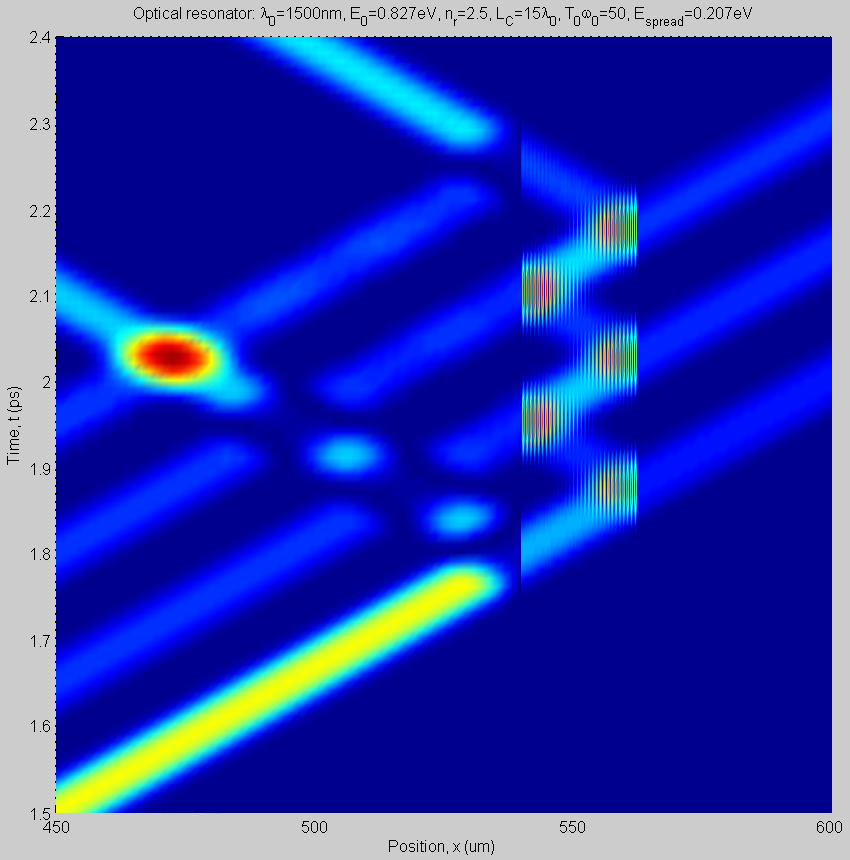 Optical resonator: λ₀=1500nm, E₀=0.827eV, nᵣ=2.5, L_C=15λ₀, T₀ω₀=50, E_spread=0.207eV
2.4
2.3
2.2
2.1
2
1.9
1.8
1.7
1.6
1.5
Time, t (ps)
450 500 550 600
Position, x (um)